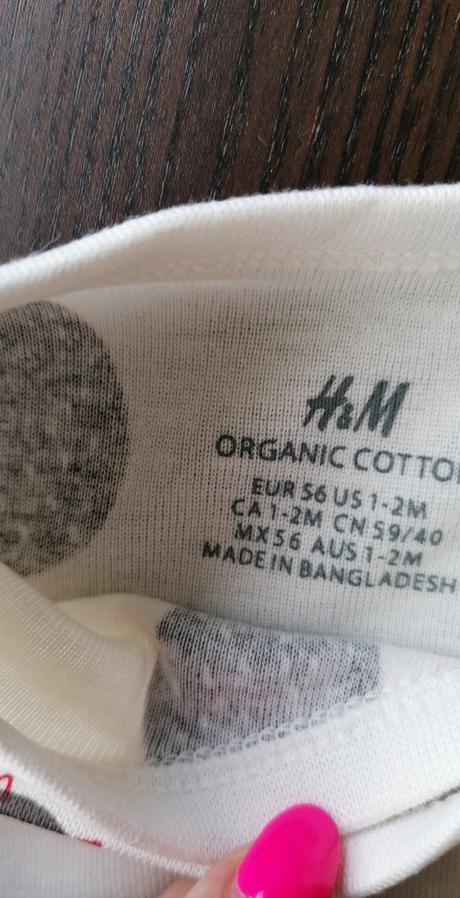 H&M
ORGANIC COTTO
EUR 56 US 1-2M
CA 1-2M CN 59/40
MX 56 AUS 1-2M
MADE IN BANGLADESH